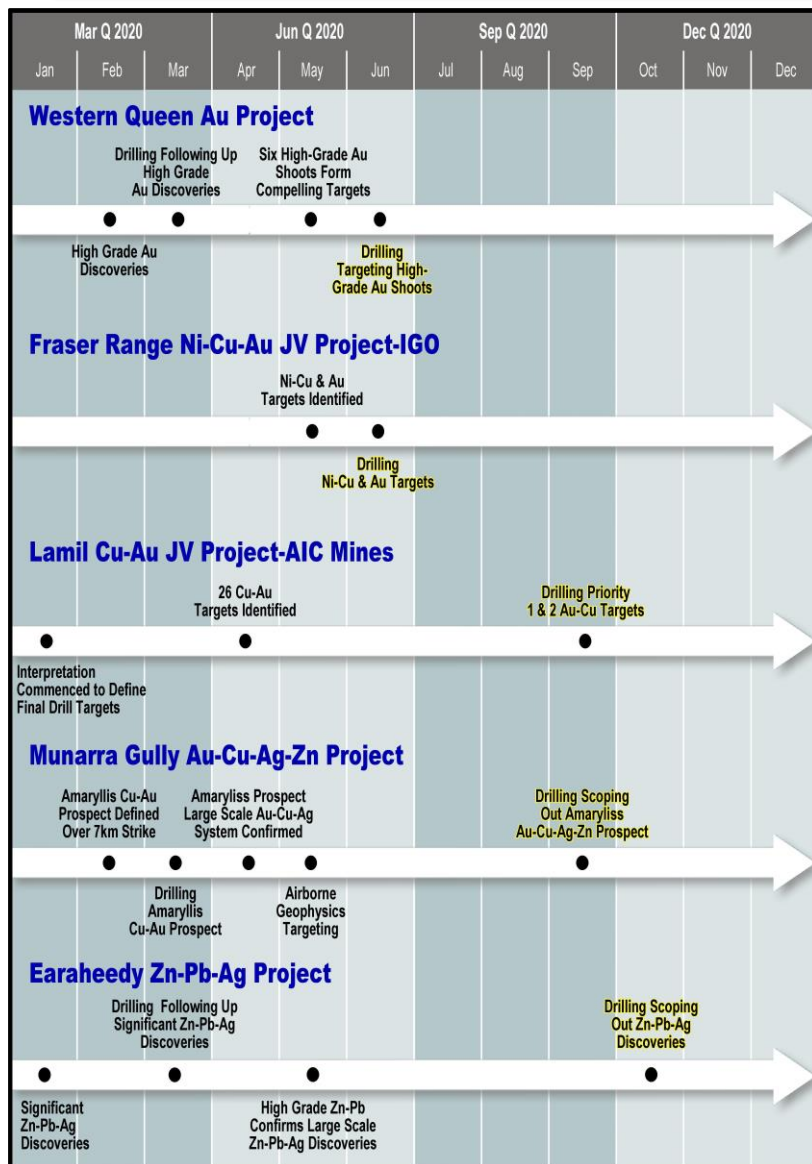 Mar Q 2020 Jun Q 2020 Sep Q 2020 Dec Q 2020
Jan Feb Mar Apr May Jun Jul Aug Sep Oct Nov Dec
Western Queen Au Project
Drilling Following Up
High Grade
Au Discoveries
Six High-Grade Au
Shoots Form
Compelling Targets
High Grade Au
Discoveries
Drilling
Targeting High-
Grade Au Shoots
Fraser Range Ni-Cu-Au JV Project-IGO
Ni-Cu & Au
Targets Identified
Drilling
Ni-Cu & Au Targets
Lamil Cu-Au JV Project-AIC Mines
26 Cu-Au
Targets Identified
Drilling Priority
1 & 2 Au-Cu Targets
Interpretation
Commenced to Define
Final Drill Targets
Munarra Gully Au-Cu-Ag-Zn Project
Amaryllis Cu-Au
Prospect Defined
Over 7km Strike
Amaryliss Prospect
Large Scale Au-Cu-Ag
System Confirmed
Drilling Scoping
Out Amaryliss
Au-Cu-Ag-Zn Prospect
Drilling
Amaryllis
Cu-Au Prospect
Airborne
Geophysics
Targeting
Earaheedy Zn-Pb-Ag Project
Drilling Following Up
Significant Zn-Pb-Ag
Discoveries
Drilling Scoping
Out Zn-Pb-Ag
Discoveries
Significant
Zn-Pb-Ag
Discoveries
High Grade Zn-Pb
Confirms Large Scale
Zn-Pb-Ag Discoveries